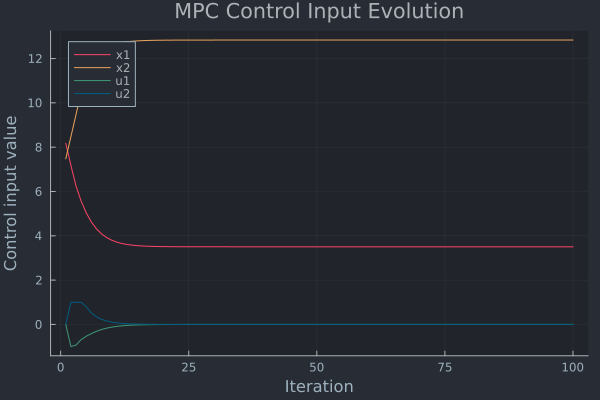 MPC Control Input Evolution
x1
x2
u1
u2
Control input value
12
10
8
6
4
2
0
0 25 50 75 100
Iteration